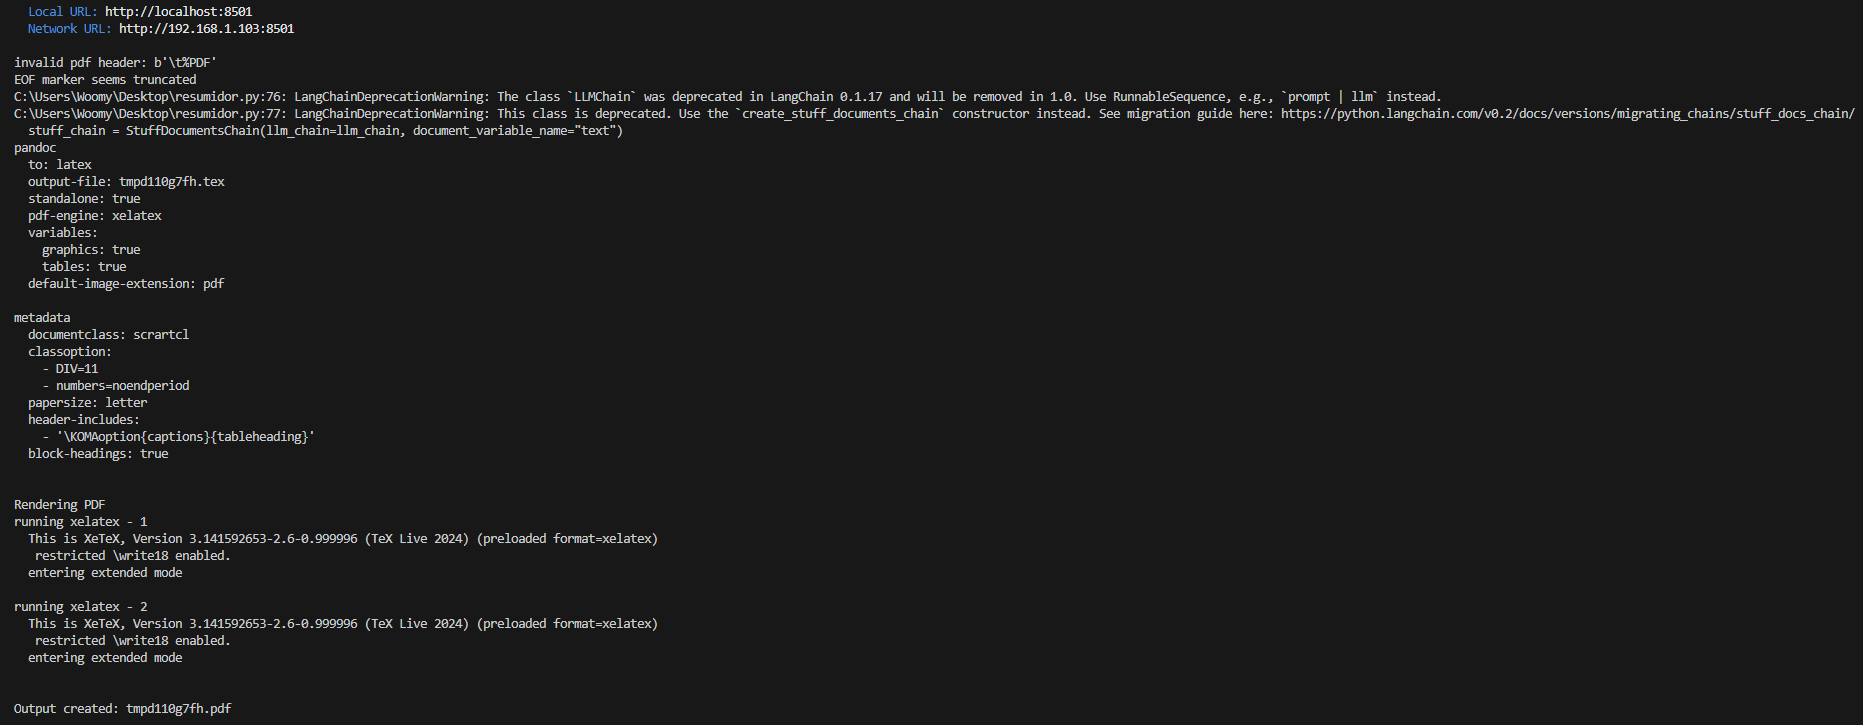 Local URL: http://localhost:8501
Network URL: http://192.168.1.103:8501
invalid pdf header: b'\t%PDF'
EOF marker seems truncated
C:\Users\Woomy\Desktop\resumidor.py:76: LangChainDeprecationWarning: The class `LLMChain` was deprecated in LangChain 0.1.17 and will be removed in 1.0. Use RunnableSequence, e.g., `prompt | llm` instead.
C:\Users\Woomy\Desktop\resumidor.py:77: LangChainDeprecationWarning: This class is deprecated. Use the `create_stuff_documents_chain` constructor instead. See migration guide here: https://python.langchain.com/v0.2/docs/versions/migrating_chains/stuff_docs_chain/
  stuff_chain = StuffDocumentsChain(llm_chain=llm_chain, document_variable_name="text")
pandoc
  to: latex
  output-file: tmpd110g7fh.tex
  standalone: true
  pdf-engine: xelatex
  variables:
    graphics: true
    tables: true
  default-image-extension: pdf
metadata
  documentclass: scrartcl
  classoption:
    - DIV=11
    - numbers=noendperiod
  papersize: letter
  header-includes:
    - '\KOMAoption{captions}{tableheading}'
  block-headings: true
Rendering PDF
running xelatex - 1
  This is XeTeX, Version 3.141592653-2.6-0.999996 (TeX Live 2024) (preloaded format=xelatex)
   restricted \write18 enabled.
  entering extended mode
running xelatex - 2
  This is XeTeX, Version 3.141592653-2.6-0.999996 (TeX Live 2024) (preloaded format=xelatex)
   restricted \write18 enabled.
  entering extended mode
Output created: tmpd110g7fh.pdf